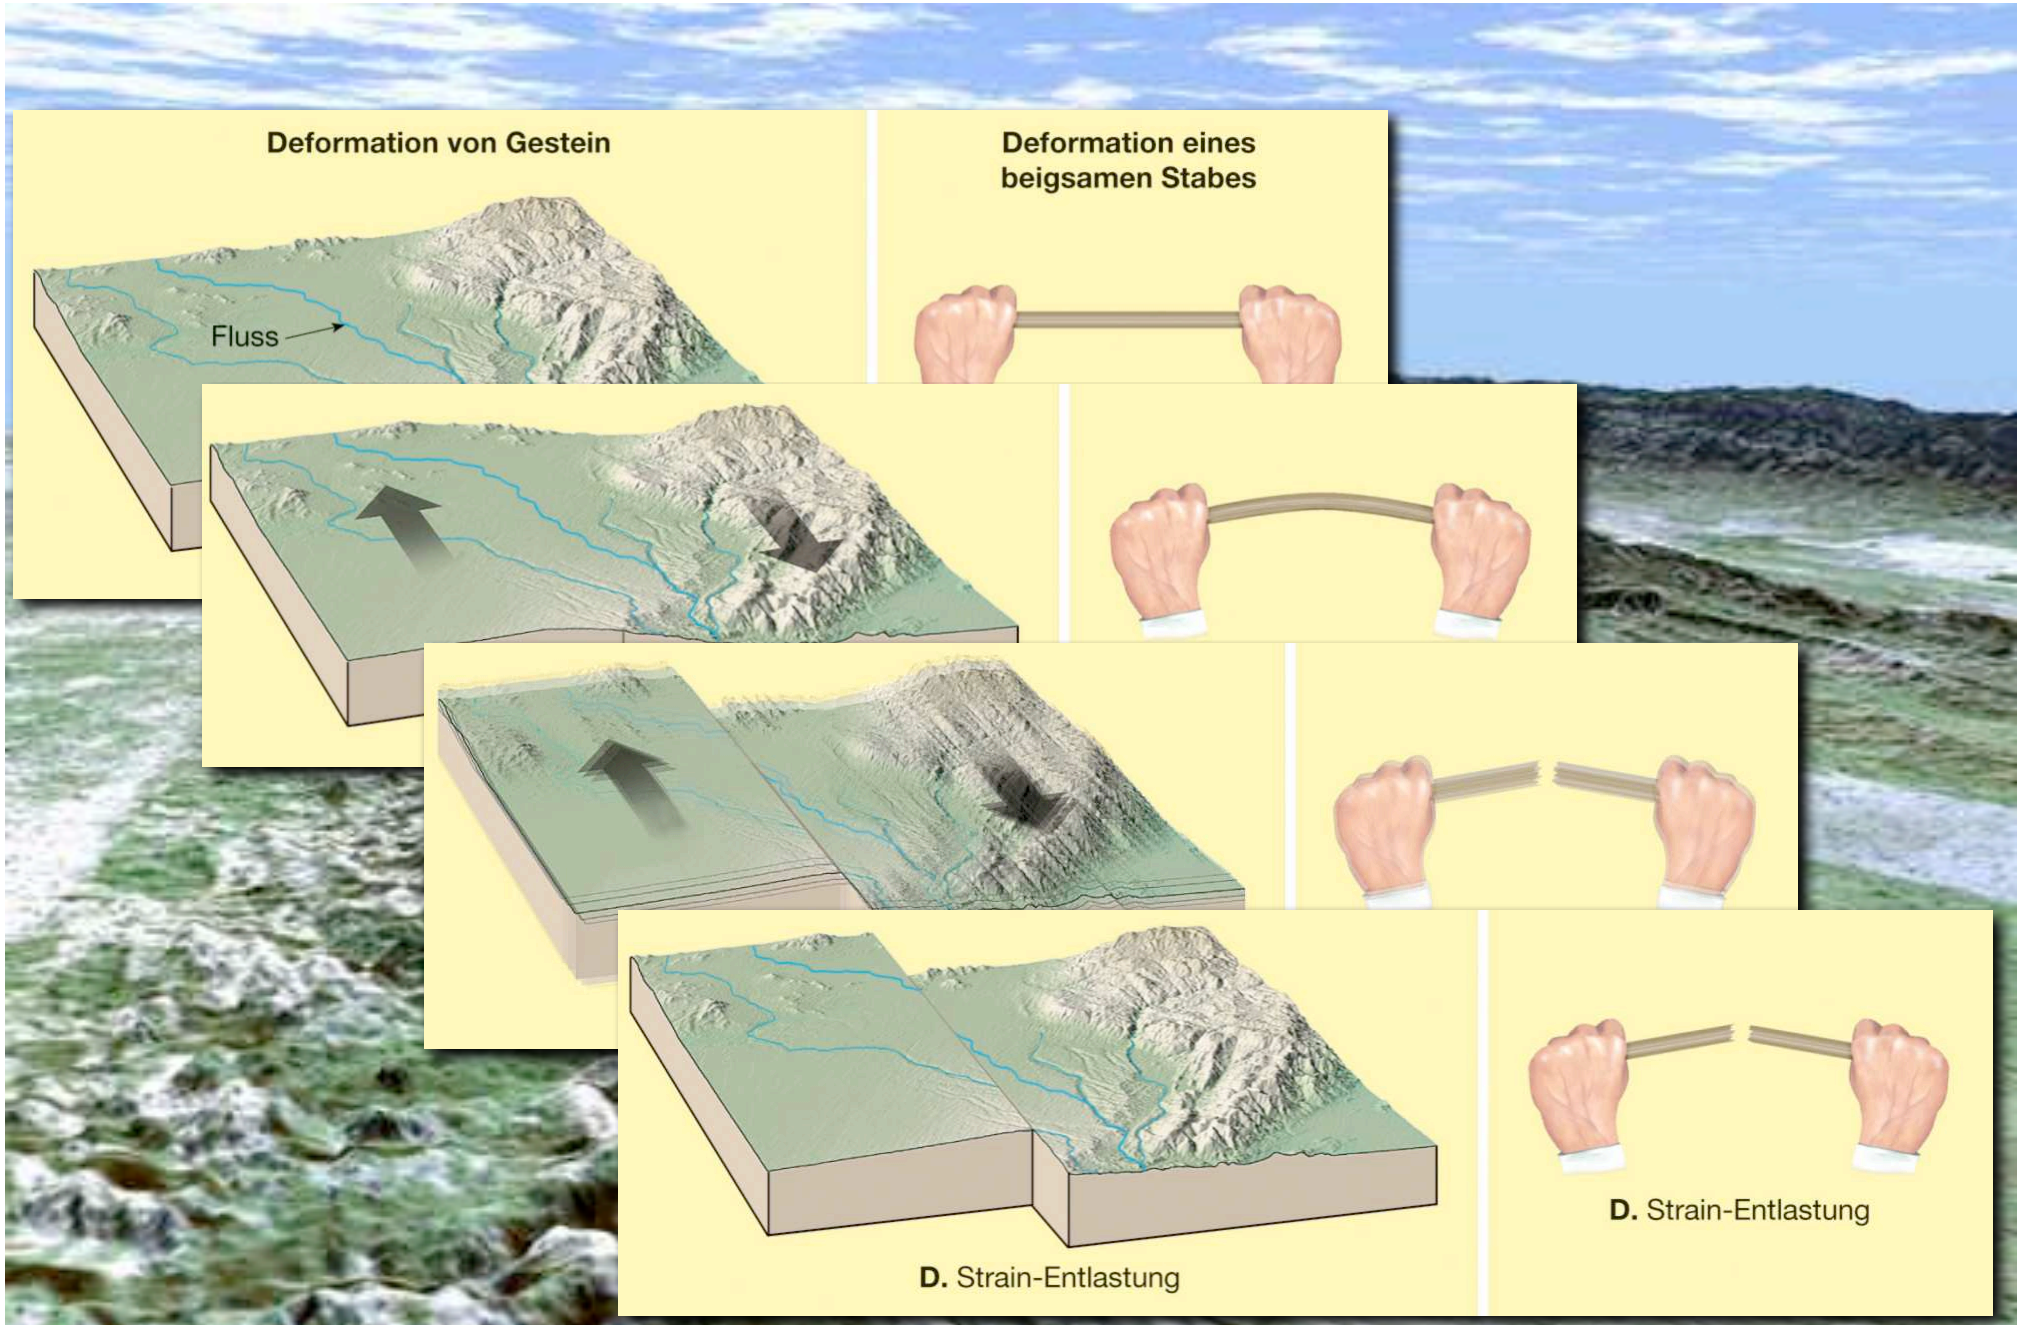 Deformation von Gestein
Deformation eines
beigsamen Stabes
Fluss
D. Strain-Entlastung
D. Strain-Entlastung